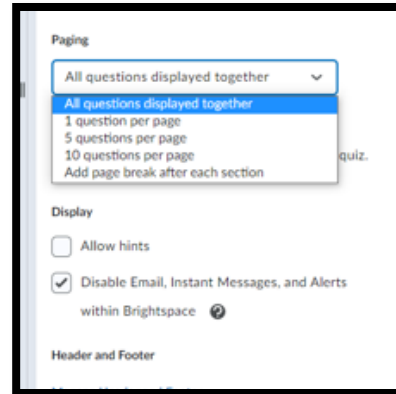 Paging
All questions displayed together
All questions displayed together
1 question per page
5 questions per page
10 questions per page
quiz.
Add page break after each section
Display
Allow hints
Disable Email, Instant Messages, and Alerts
within Brightspace
Header and Footer